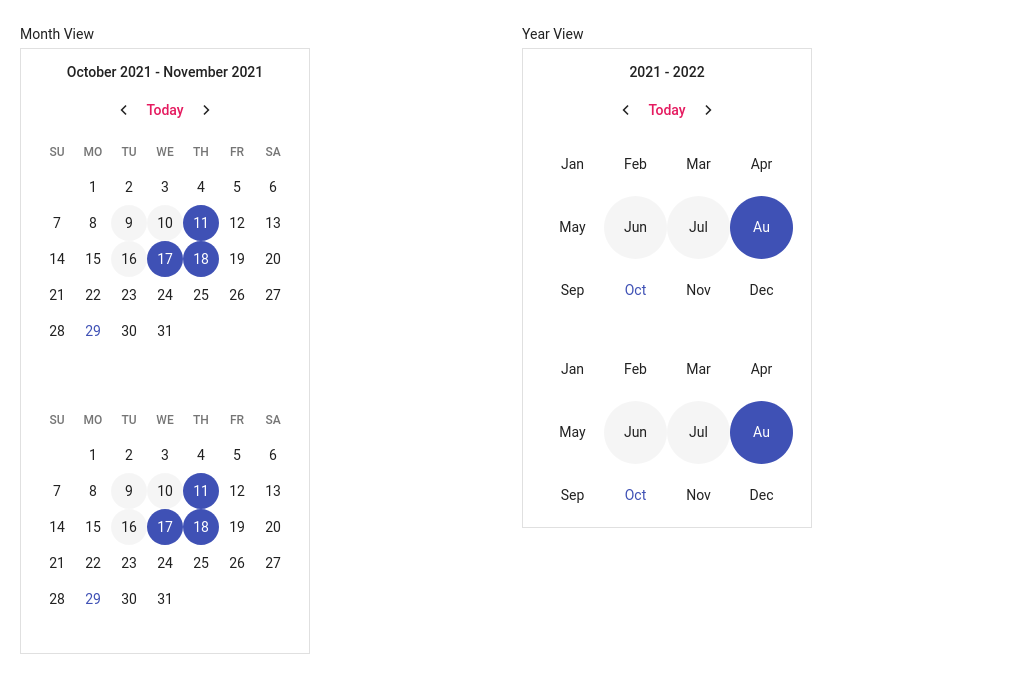 Month View
October 2021 - November 2021
Today
SU MO TU WE TH FR SA
1 2 3 4 5 6
7 8 9 10 11 12 13
14 15 16 17 18 19 20
21 22 23 24 25 26 27
28 29 30 31
SU MO TU WE TH FR SA
1 2 3 4 5 6
7 8 9 10 11 12 13
14 15 16 17 18 19 20
21 22 23 24 25 26 27
28 29 30 31
Year View
2021 - 2022
Today
Jan Feb Mar Apr
May Jun Jul Au
Sep Oct Nov Dec
Jan Feb Mar Apr
May Jun Jul Au
Sep Oct Nov Dec